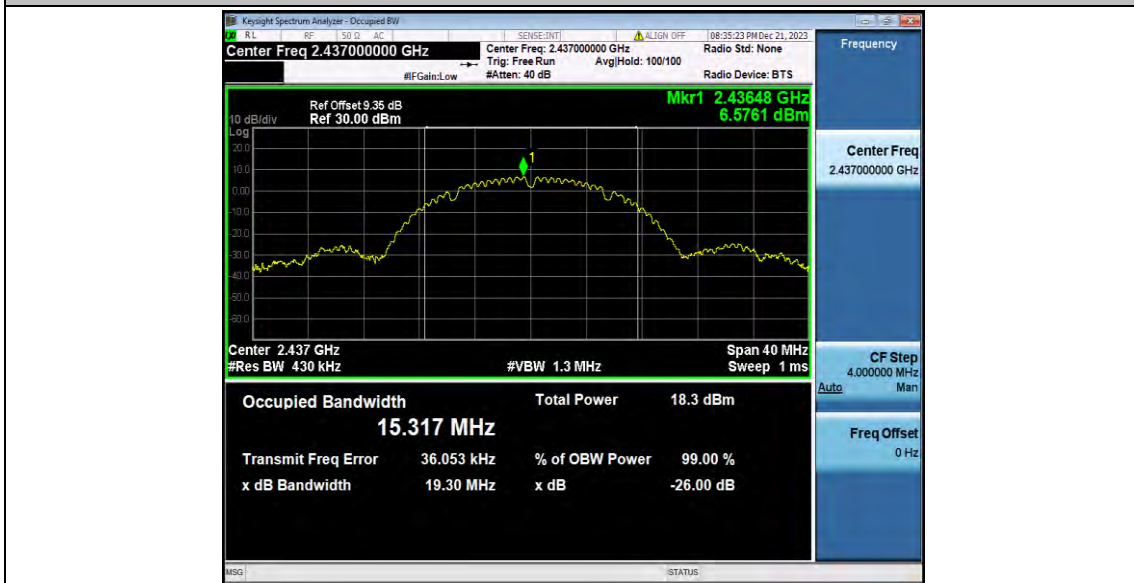 Keysight Spectrum Analyzer - Occupied BW
RL RF 50 Ω AC SENSE:INT ALIGN OFF 08:35:23 PM Dec 21, 2023
Center Freq 2.437000000 GHz
Center Freq: 2.437000000 GHz
Radio Std: None
Trig: Free Run Avg|Hold: 100/100
#IFGain:Low #Atten: 40 dB Radio Device: BTS
Frequency
Mkr1 2.43648 GHz
6.5761 dBm
Ref Offset 9.35 dB
10 dB/div Ref 30.00 dBm
Log
20.0
10.0
0.00
-10.0
-20.0
-30.0
-40.0
-50.0
-60.0
1
Center Freq
2.437000000 GHz
Center 2.437 GHz Span 40 MHz
#Res BW 430 kHz #VBW 1.3 MHz Sweep 1 ms
CF Step
4.000000 MHz
Auto Man
Occupied Bandwidth Total Power 18.3 dBm
15.317 MHz
Freq Offset
0 Hz
Transmit Freq Error 36.053 kHz % of OBW Power 99.00 %
x dB Bandwidth 19.30 MHz x dB -26.00 dB
MSG STATUS